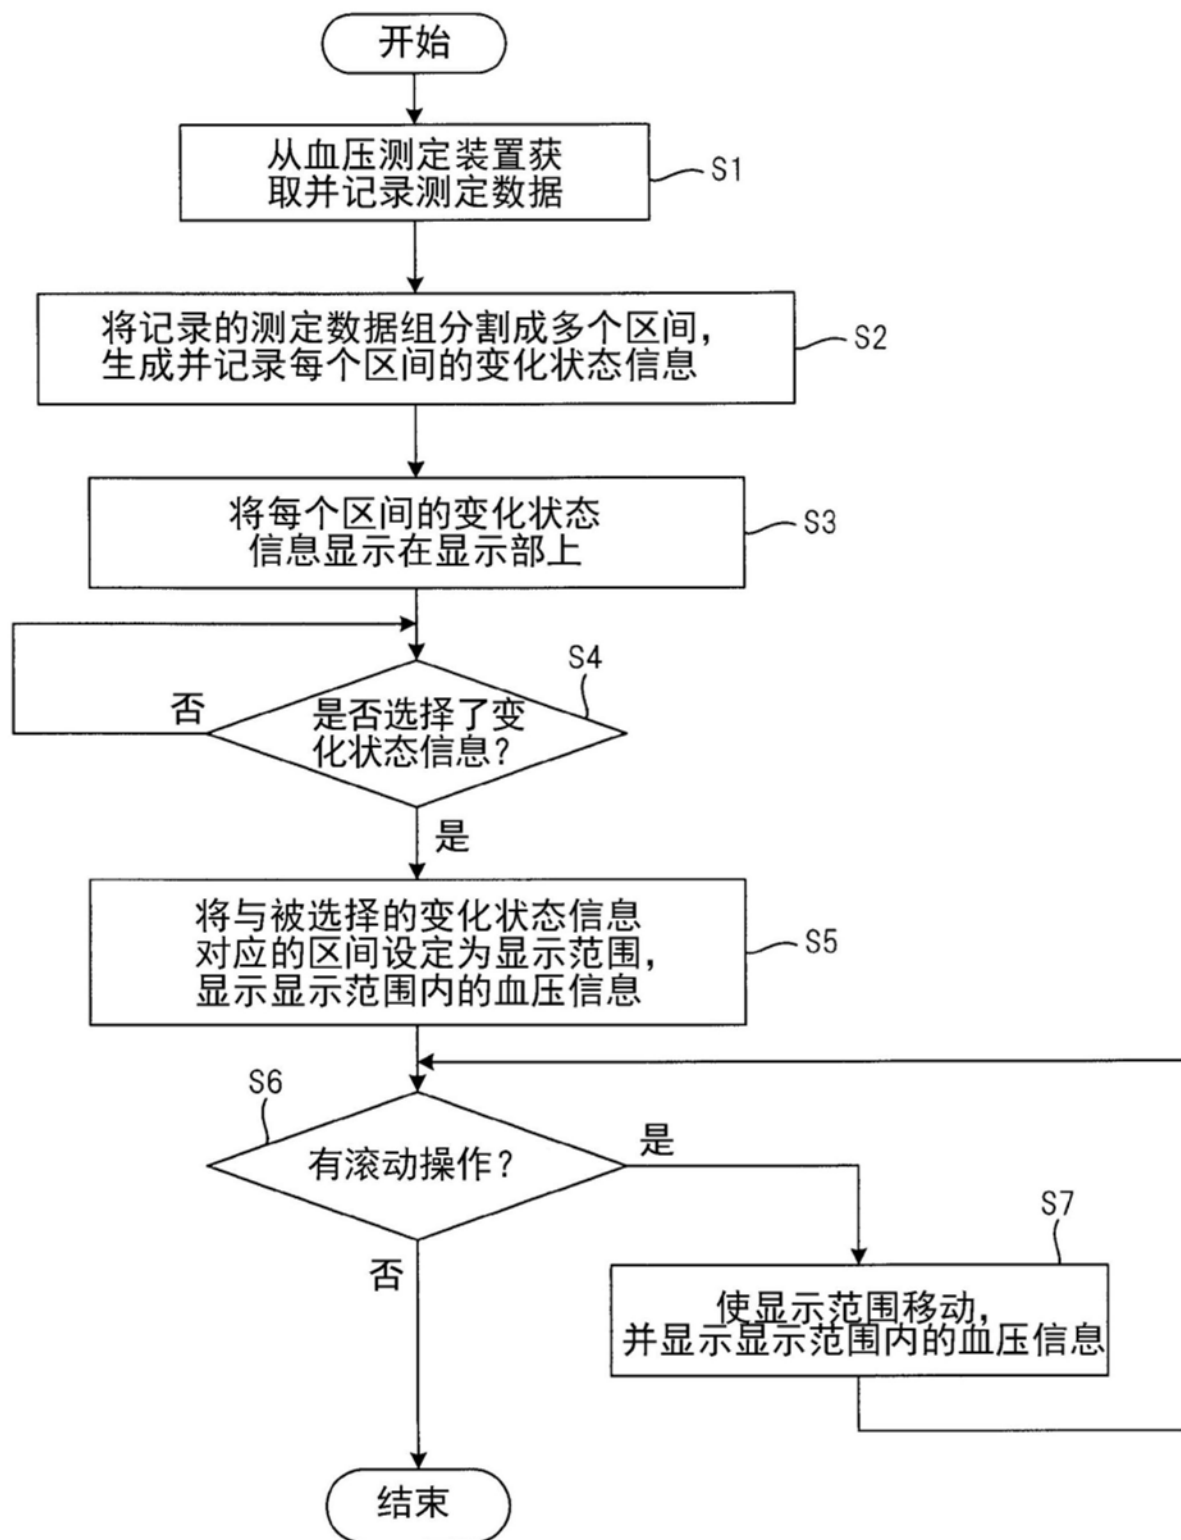 开始
从血压测定装置获
取并记录测定数据
S1
将记录的测定数据组分割成多个区间，
生成并记录每个区间的变化状态信息
S2
将每个区间的变化状态
信息显示在显示部上
S3
S4
否
是否选择了变
化状态信息？
是
将与被选择的变化状态信息
对应的区间设定为显示范围，
显示显示范围内的血压信息
S5
S6
有滚动操作？
是
否
S7
使显示范围移动，
并显示显示范围内的血压信息
结束